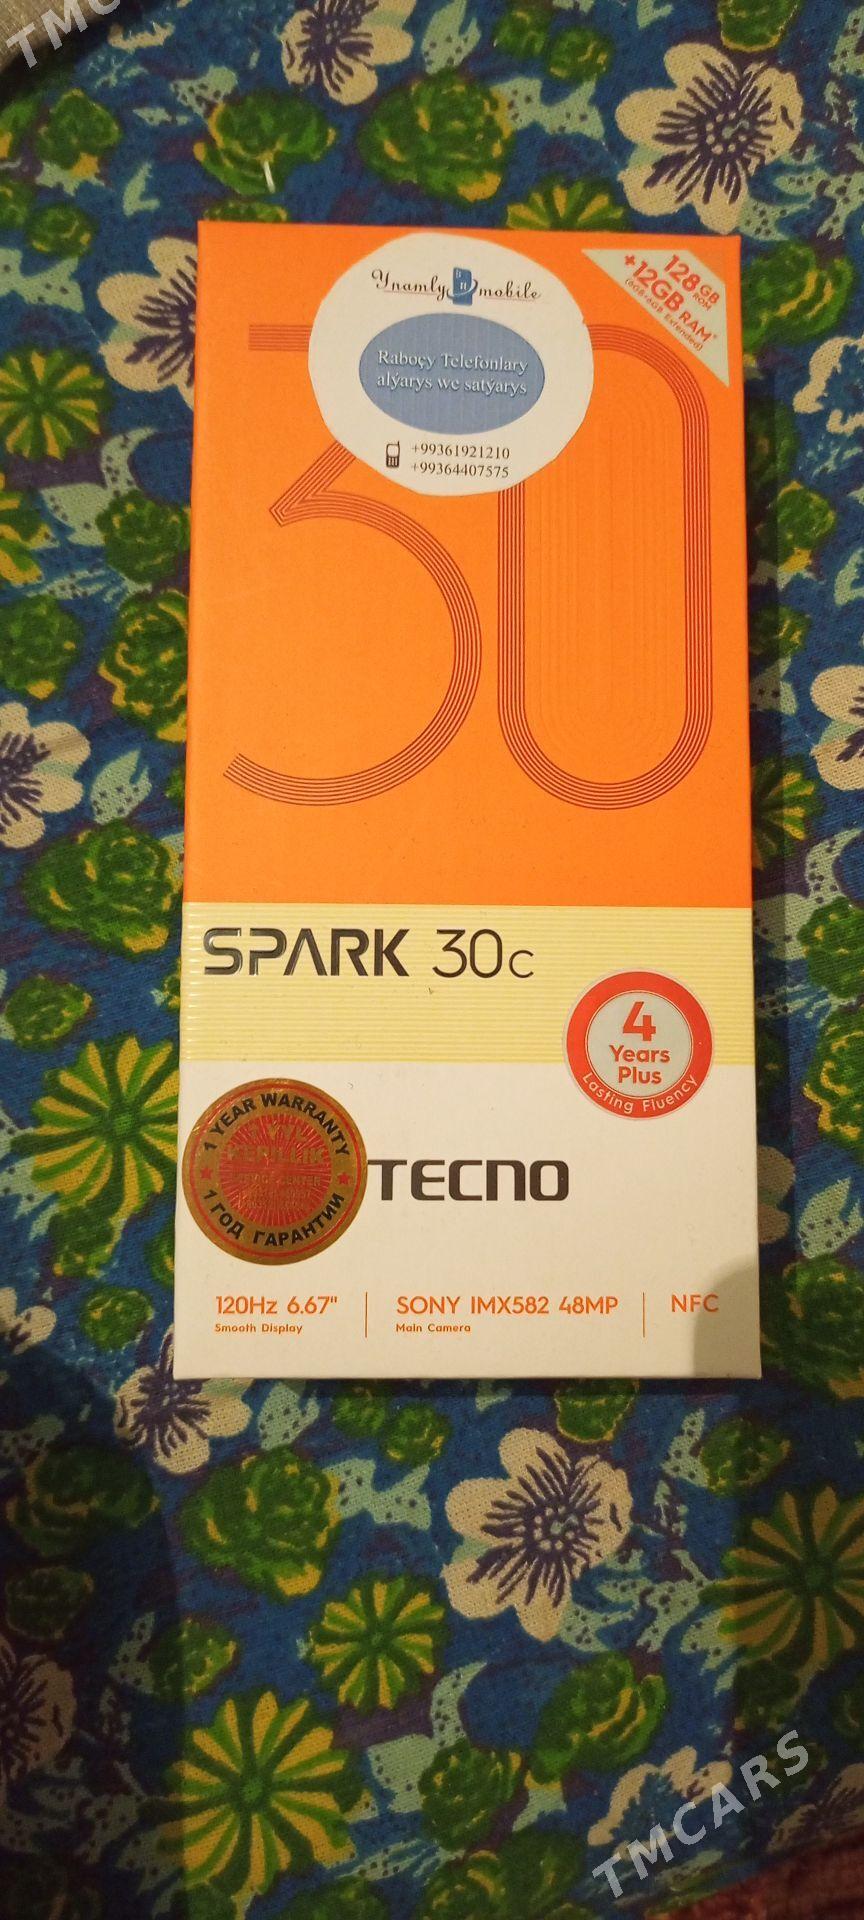 TMC
Ynamly BH mobile
Raboçy Telefonlary
alýarys we satýarys
+99361921210
+99364407575
128GB ROM
+12GB RAM*
(6GB+6GB Extended)
30
SPARK 30c
4
Years
Plus
Lasting Fluency
1 YEAR WARRANTY
KEPILLIK
1 ГОД ГАРАНТИИ
TECNO
120Hz 6.67"
Smooth Display
SONY IMX582 48MP
Main Camera
NFC
TMCARS